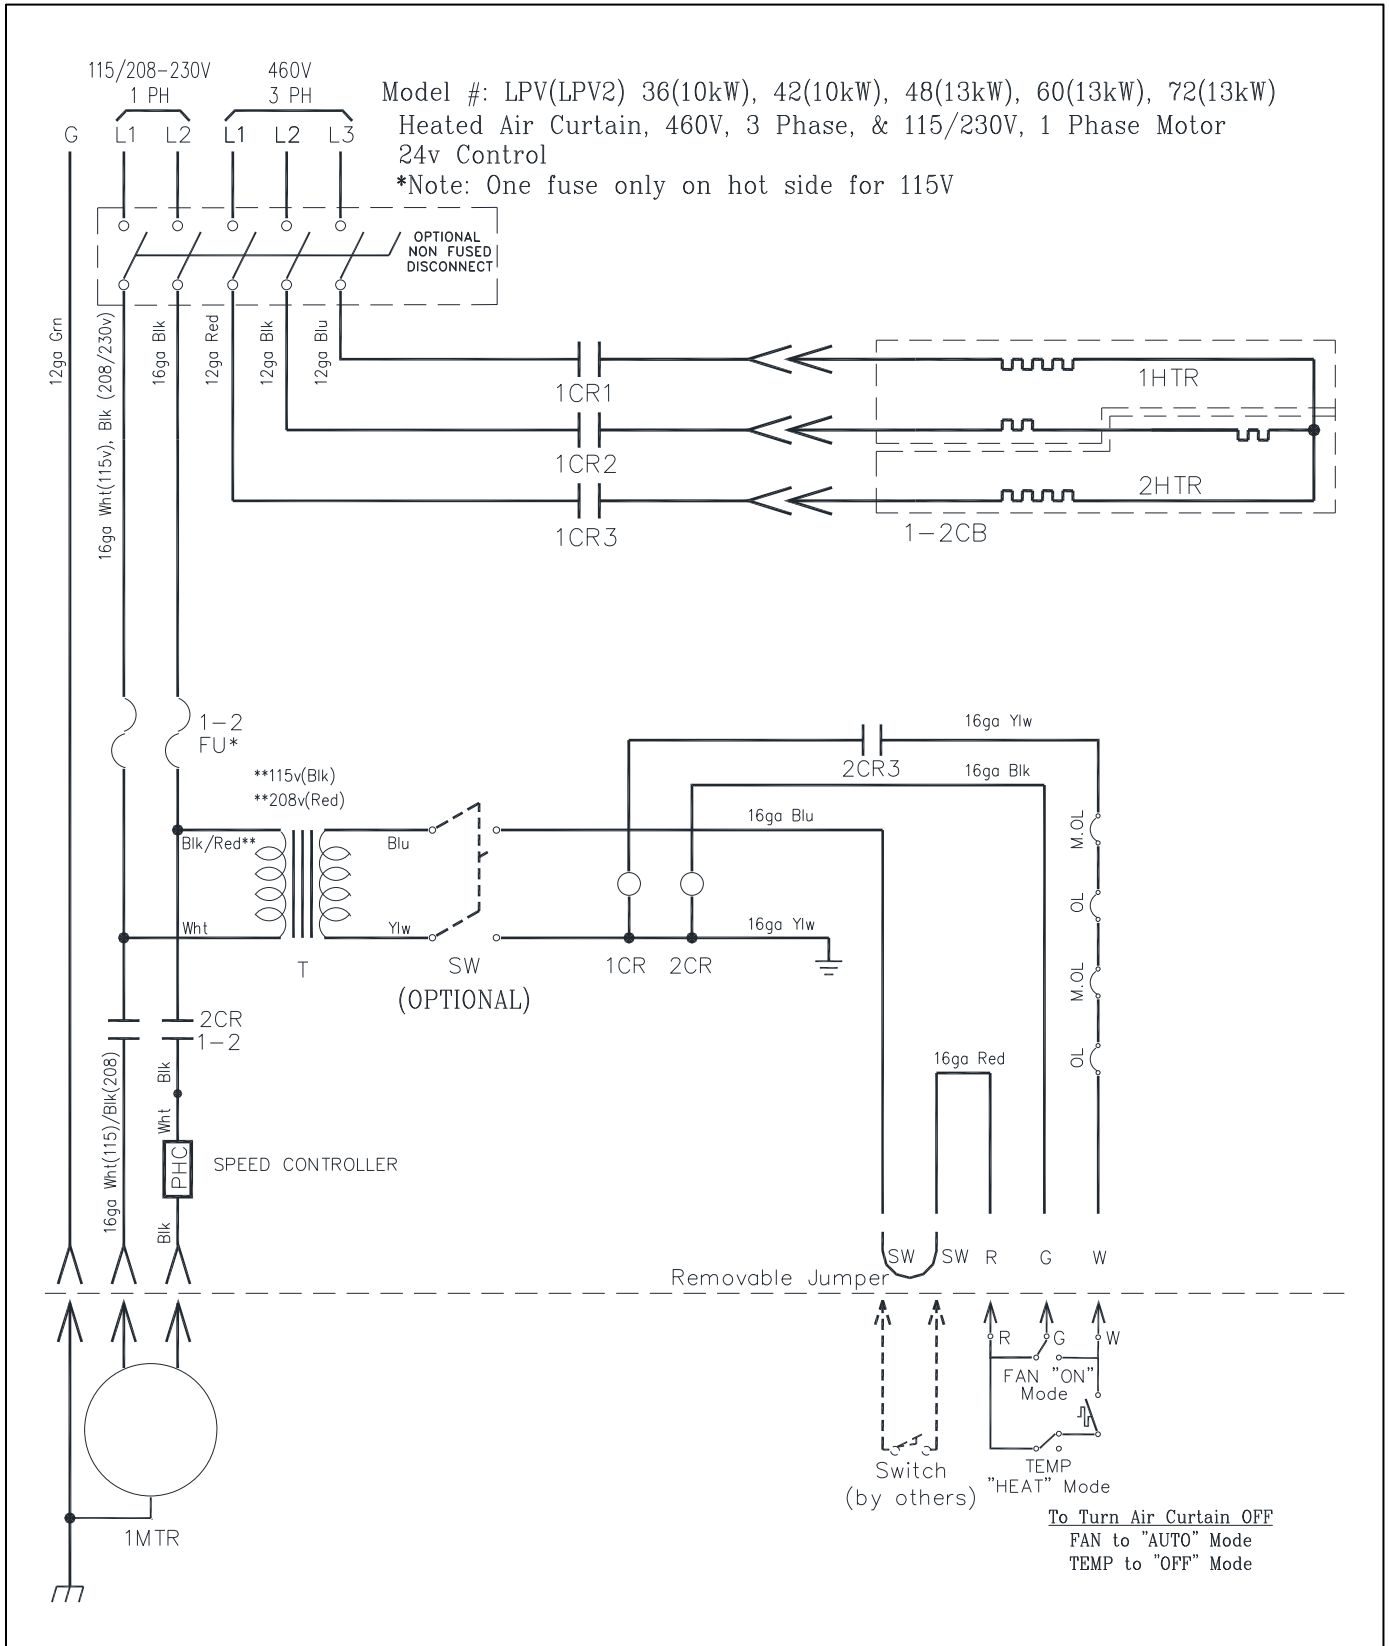 115/208-230V
1 PH
460V
3 PH
G
L1
L2
L1
L2
L3
Model #: LPV(LPV2) 36(10kW), 42(10kW), 48(13kW), 60(13kW), 72(13kW)
Heated Air Curtain, 460V, 3 Phase, & 115/230V, 1 Phase Motor
24v Control
*Note: One fuse only on hot side for 115V
OPTIONAL
NON FUSED
DISCONNECT
12ga Grn
16ga Wht(115v), Blk (208/230v)
16ga Blk
12ga Red
12ga Blk
12ga Blu
1CR1
1HTR
1CR2
2HTR
1CR3
1-2CB
1-2
FU*
**115v(Blk)
**208v(Red)
16ga Ylw
2CR3
16ga Blk
16ga Blu
Blk/Red**
Blu
M.OL
OL
Wht
Ylw
16ga Ylw
T
SW
(OPTIONAL)
1CR
2CR
M.OL
OL
2CR
1-2
16ga Wht(115)/Blk(208)
Blk
Wht
16ga Red
PHC
SPEED CONTROLLER
Blk
SW
SW
R
G
W
Removable Jumper
R
G
W
FAN "ON"
Mode
TEMP
"HEAT" Mode
Switch
(by others)
1MTR
To Turn Air Curtain OFF
FAN to "AUTO" Mode
TEMP to "OFF" Mode